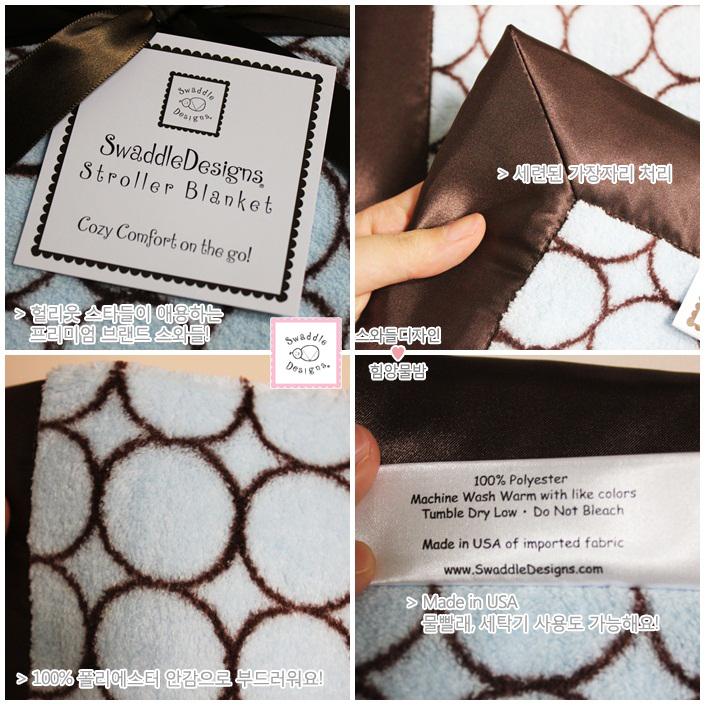 Swaddle
Designs
SwaddleDesigns®
Stroller Blanket
Cozy Comfort on the go!
> 헐리웃 스타들이 애용하는
프리미엄 브랜드 스와들!
> 세련된 가장자리 처리
Swaddle
Designs®
스와들디자인
힘앙물밤
> 100% 폴리에스터 안감으로 부드러워요!
100% Polyester
Machine Wash Warm with like colors
Tumble Dry Low • Do Not Bleach
Made in USA of imported fabric
www.SwaddleDesigns.com
> Made in USA
물빨래, 세탁기 사용도 가능해요!